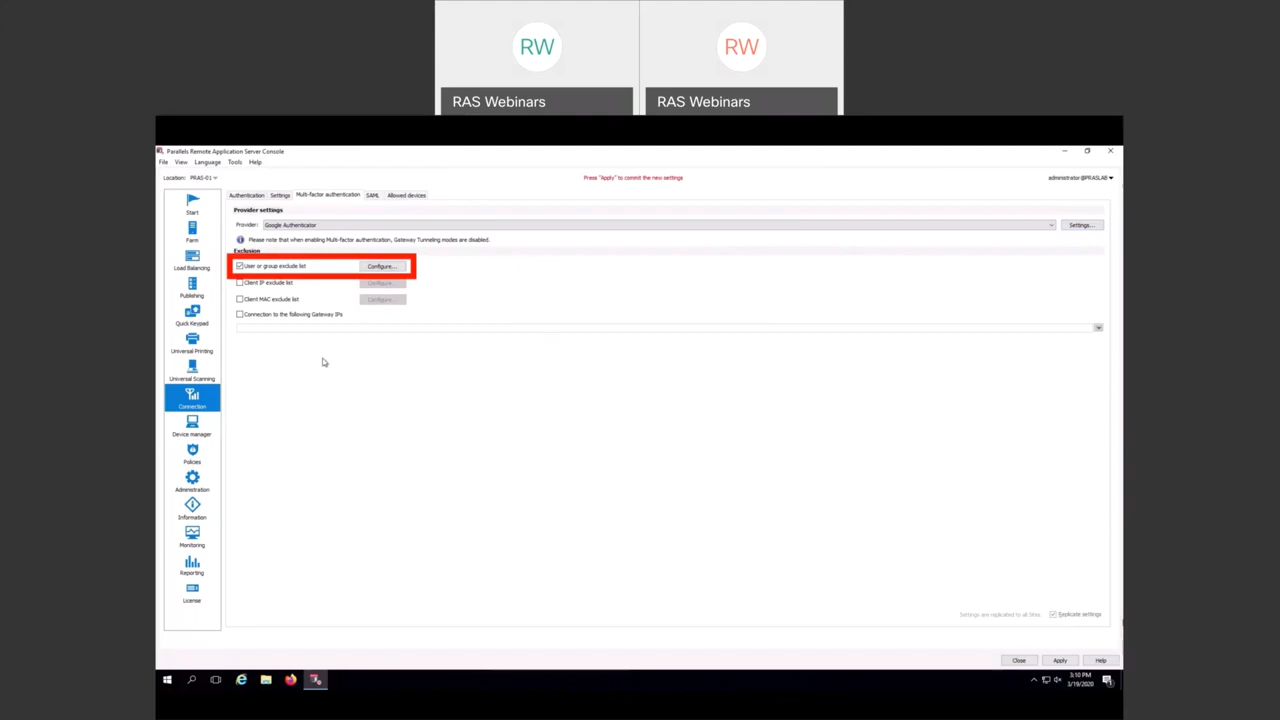 RW
RW
RAS Webinars
RAS Webinars
Parallels Remote Application Server Console
File View Language Tools Help
Location: PRAS-01
Press "Apply" to commit the new settings
administrator@PRASLAB
Start
Farm
Load Balancing
Publishing
Quick Keypad
Universal Printing
Universal Scanning
Connection
Device manager
Policies
Administration
Information
Monitoring
Reporting
License
Authentication Settings Multi-factor authentication SAML Allowed devices
Provider settings
Provider: Google Authenticator Settings...
Please note that when enabling Multi-factor authentication, Gateway Tunneling modes are disabled.
Exclusion
User or group exclude list Configure...
Client IP exclude list Configure...
Client MAC exclude list Configure...
Connection to the following Gateway IPs
Settings are replicated to all Sites Replicate settings
Close Apply Help
3:10 PM
3/19/2020